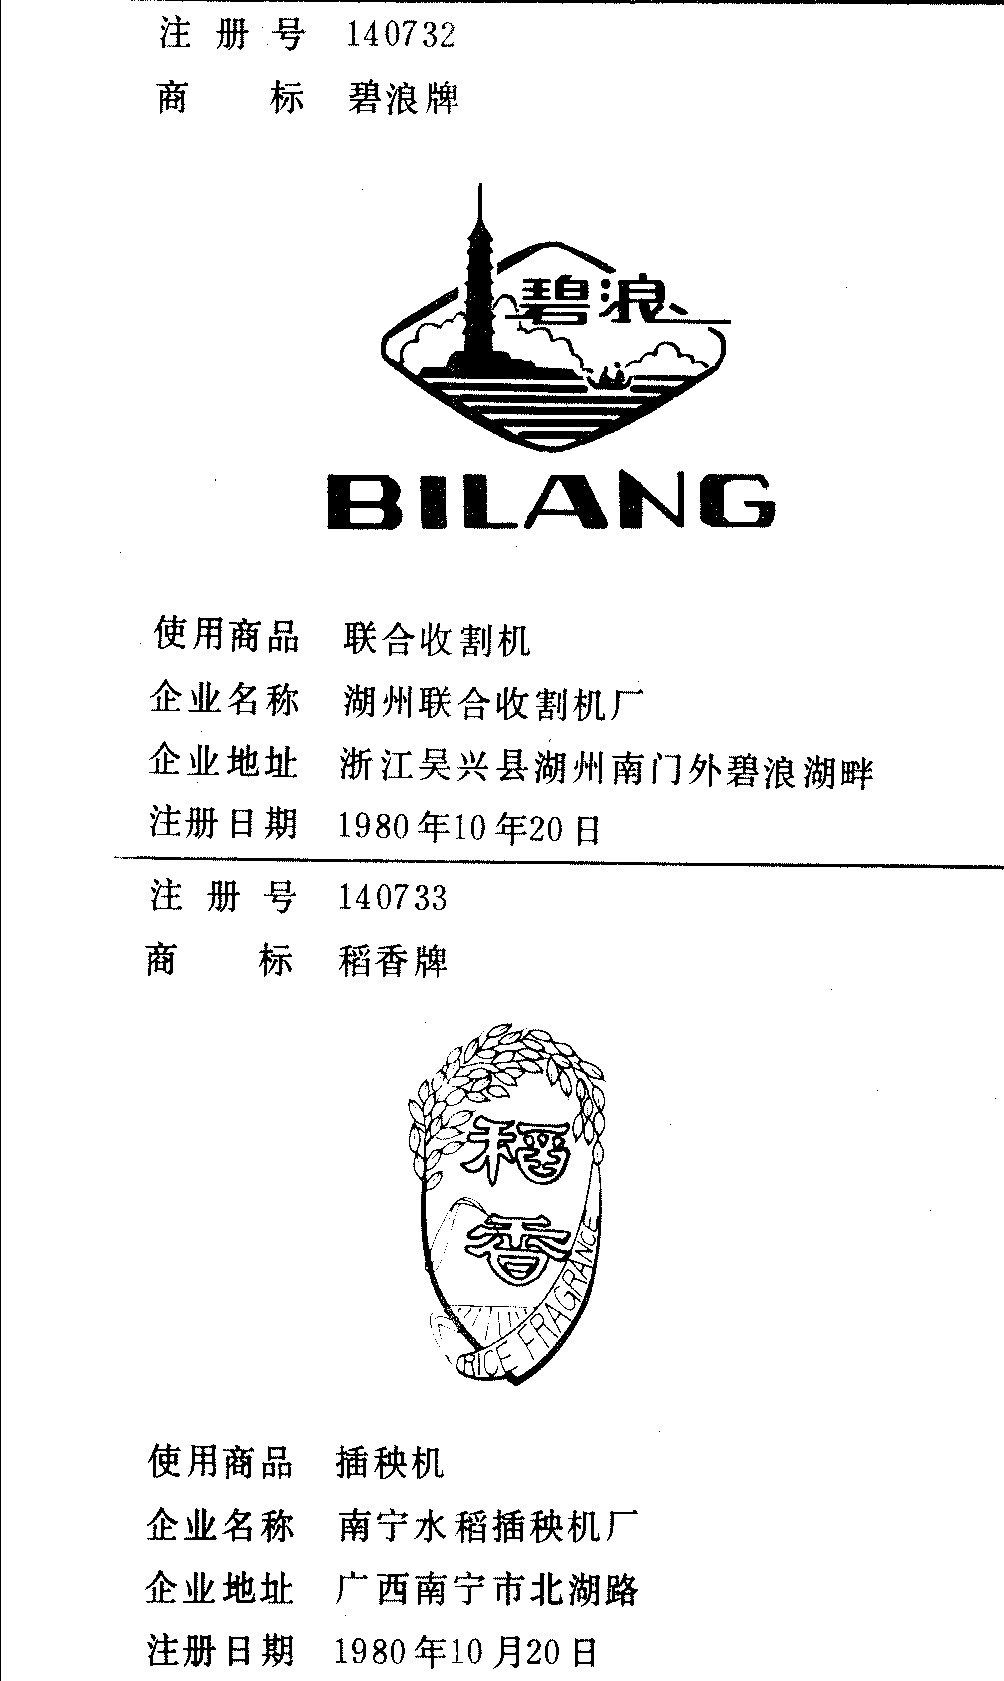 注册号 140732
商标 碧浪牌
碧浪
BILANG
使用商品 联合收割机
企业名称 湖州联合收割机厂
企业地址 浙江吴兴县湖州南门外碧浪湖畔
注册日期 1980年10年20日
注册号 140733
商标 稻香牌
稻
香
RICE FRAGRANCE
使用商品 插秧机
企业名称 南宁水稻插秧机厂
企业地址 广西南宁市北湖路
注册日期 1980年10月20日